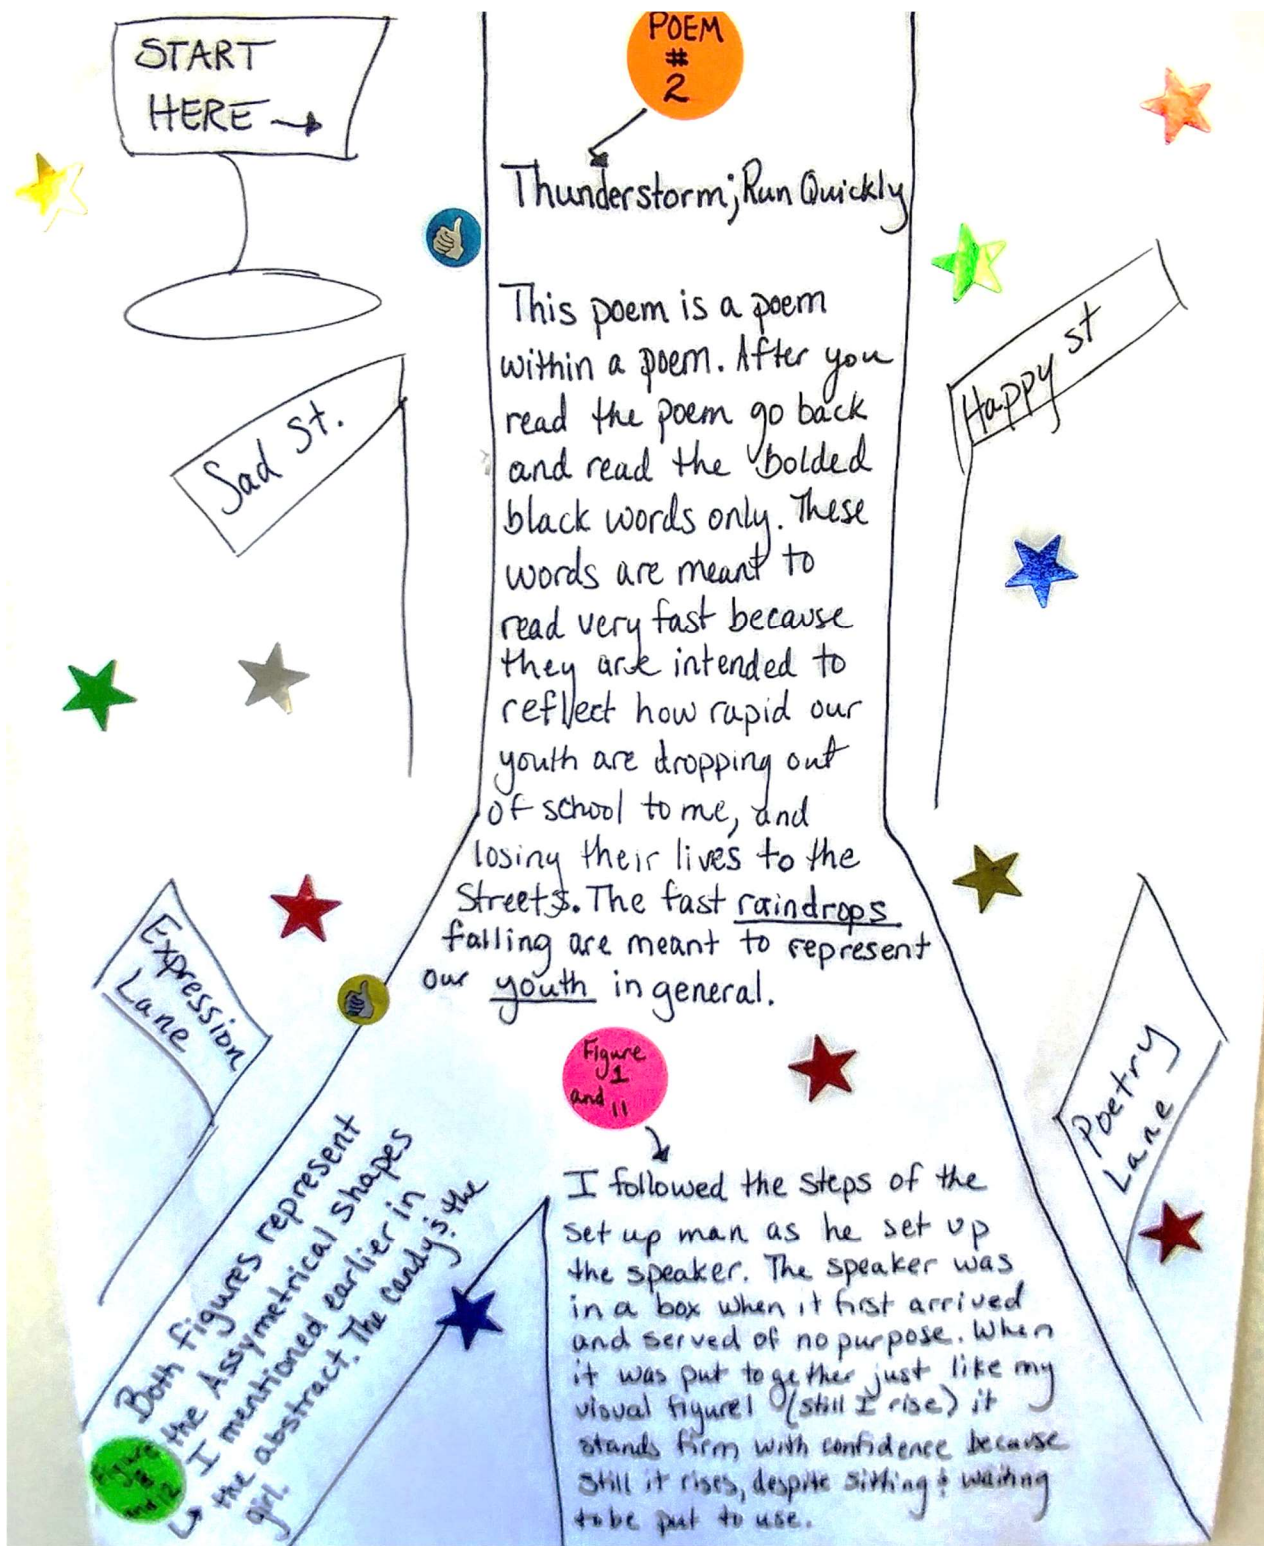 START
HERE →
POEM
#
2
Thunderstorm; Run Quickly
This poem is a poem
within a poem. After you
read the poem go back
and read the bolded
black words only. These
words are meant to
read very fast because
they are intended to
reflect how rapid our
youth are dropping out
of school to me, and
losing their lives to the
streets. The fast raindrops
falling are meant to represent
our youth in general.
Sad St.
Happy st
Expression
Lane
Poetry
Lane
Figure
1
and 11
I followed the steps of the
set up man as he set up
the speaker. The speaker was
in a box when it first arrived
and served of no purpose. When
it was put together just like my
visual figure1 (still I rise) it
stands firm with confidence because
still it rises, despite sitting & waiting
to be put to use.
Figure
and 12
Both figures represent
the Assymetrical shapes
I mentioned earlier in
the abstract. The candy is the
girl.